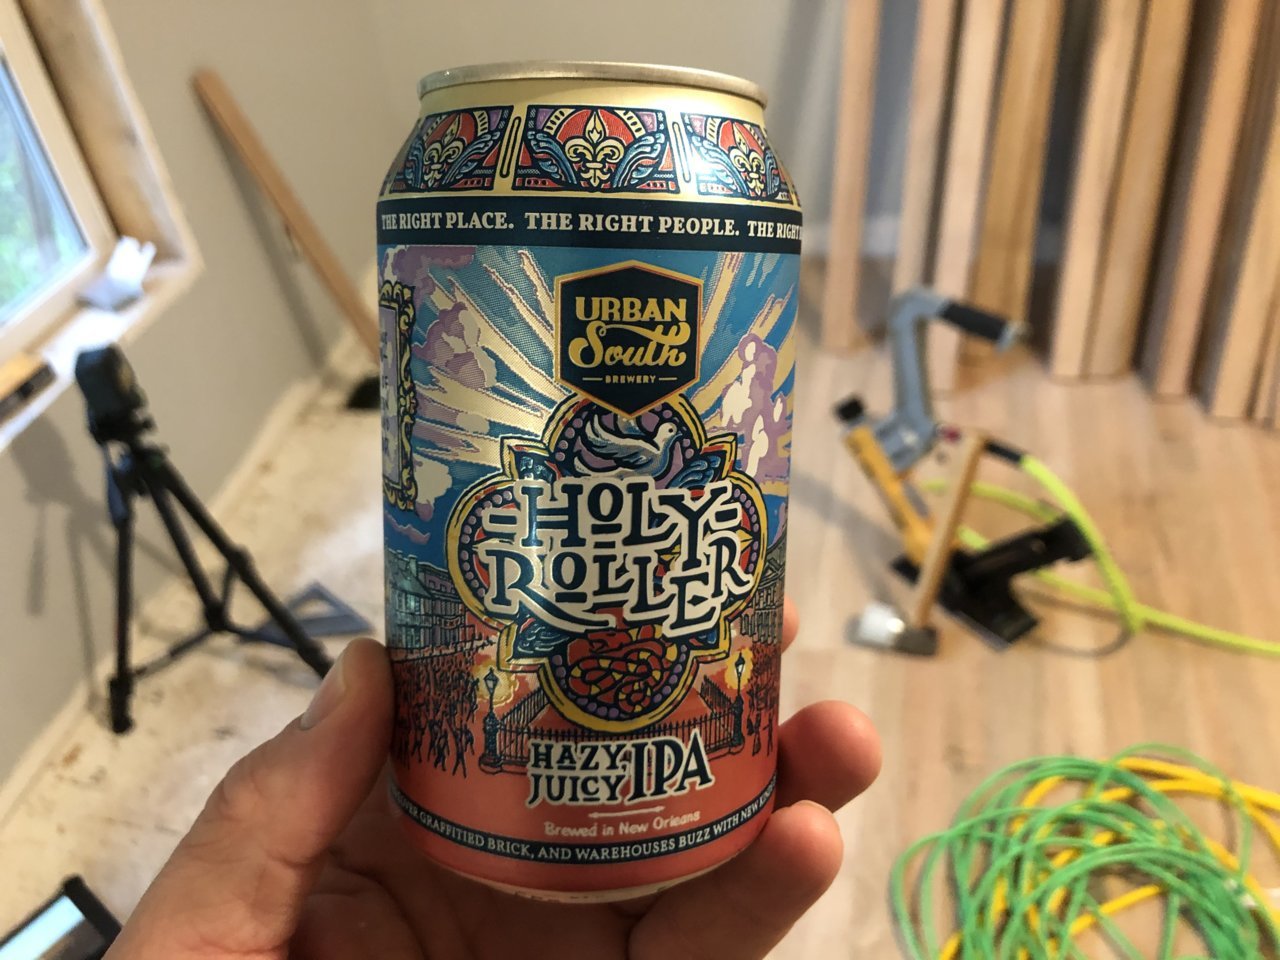 THE RIGHT PLACE. THE RIGHT PEOPLE. THE RIGHT
URBAN
South
BREWERY
HOLY
ROLLER
HAZY,
JUICY IPA
Brewed in New Orleans
GRAFFITIED BRICK, AND WAREHOUSES BUZZ WITH NEW